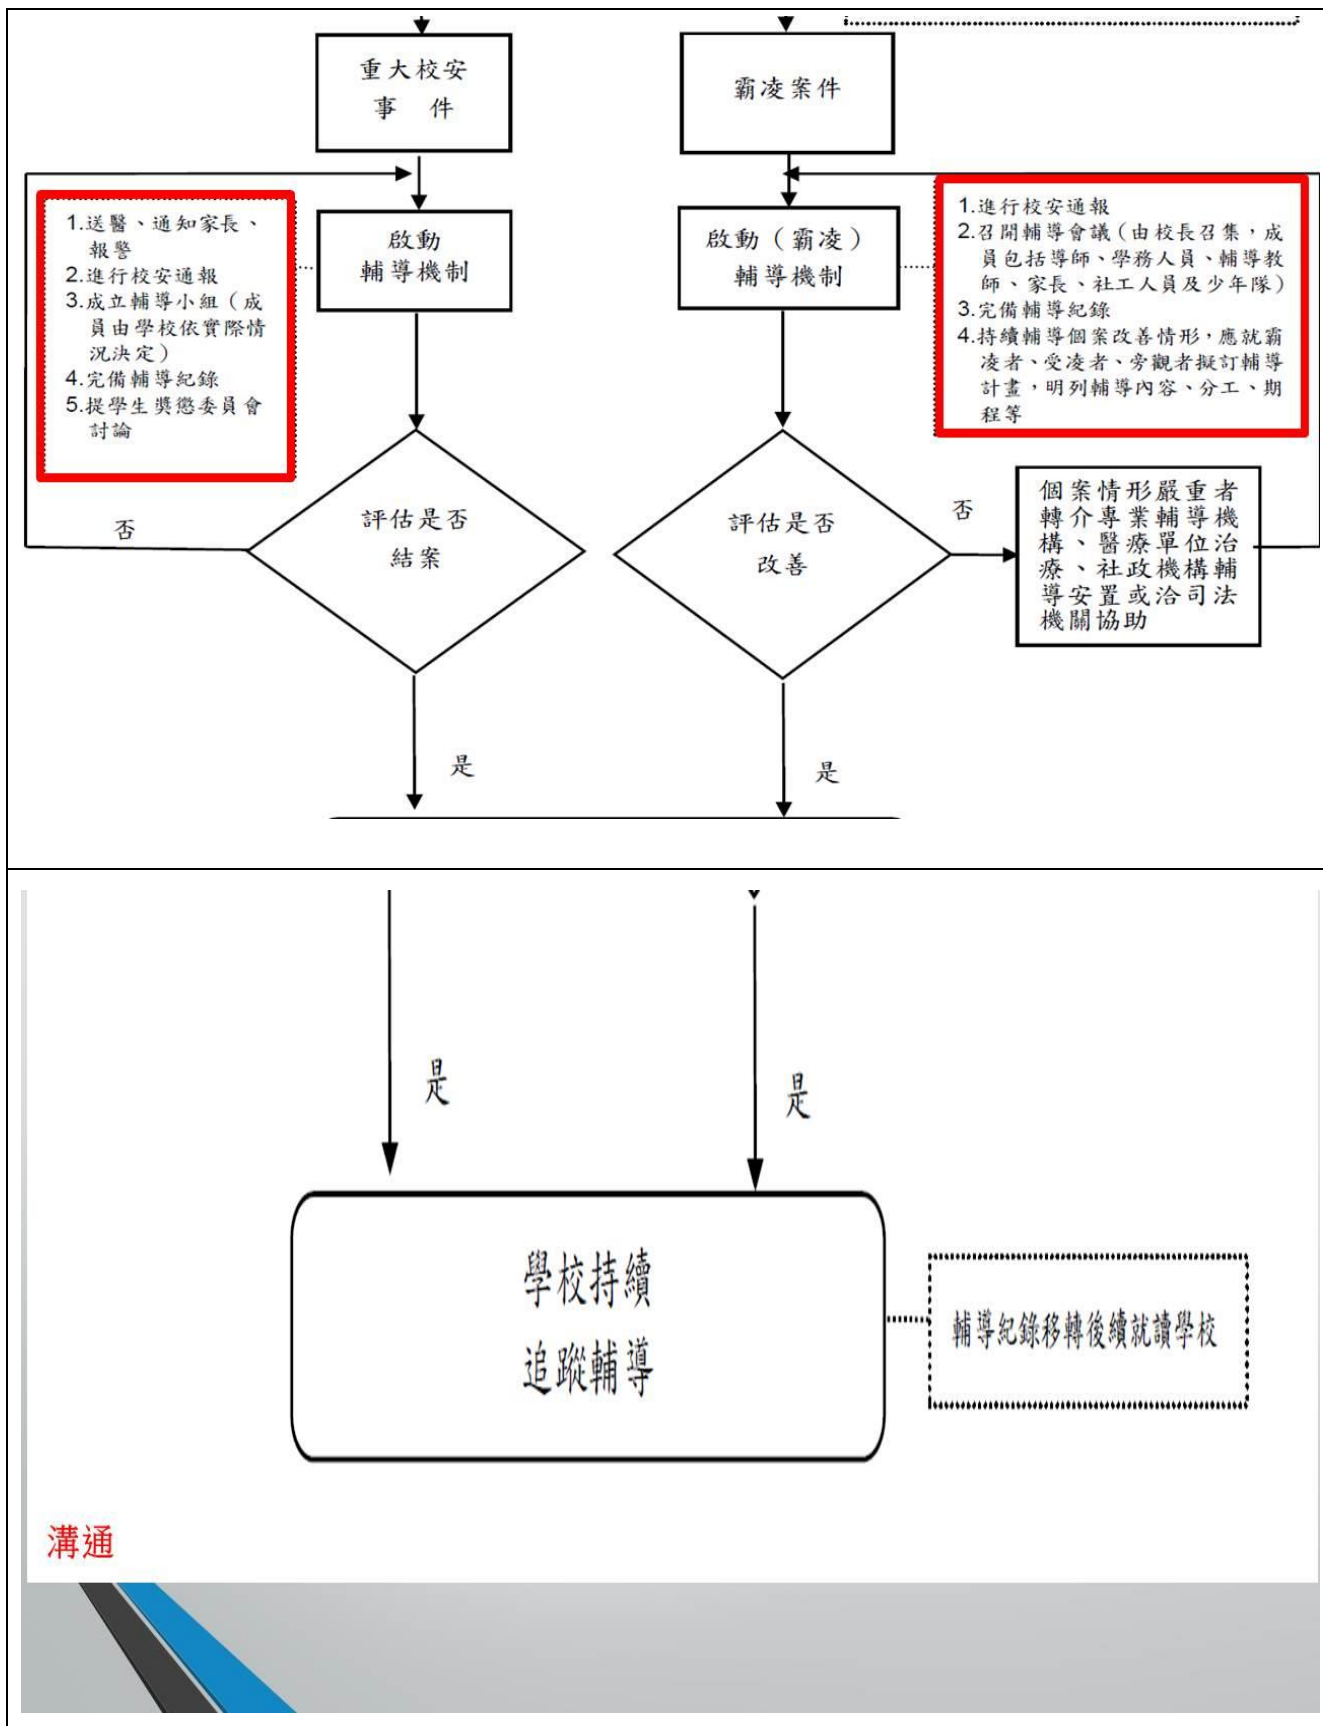 重大校安
事 件
霸凌案件
1.送醫、通知家長、
報警
2.進行校安通報
3.成立輔導小組（成
員由學校依實際情
況決定）
4.完備輔導紀錄
5.提學生獎懲委員會
討論
啟動
輔導機制
啟動（霸凌）
輔導機制
1.進行校安通報
2.召開輔導會議（由校長召集，成
員包括導師、學務人員、輔導教
師、家長、社工人員及少年隊）
3.完備輔導紀錄
4.持續輔導個案改善情形，應就霸
凌者、受凌者、旁觀者擬訂輔導
計畫，明列輔導內容、分工、期
程等
否
評估是否
結案
評估是否
改善
否
個案情形嚴重者
轉介專業輔導機
構、醫療單位治
療、社政機構輔
導安置或洽司法
機關協助
是
是
是
是
學校持續
追蹤輔導
輔導紀錄移轉後續就讀學校
溝通